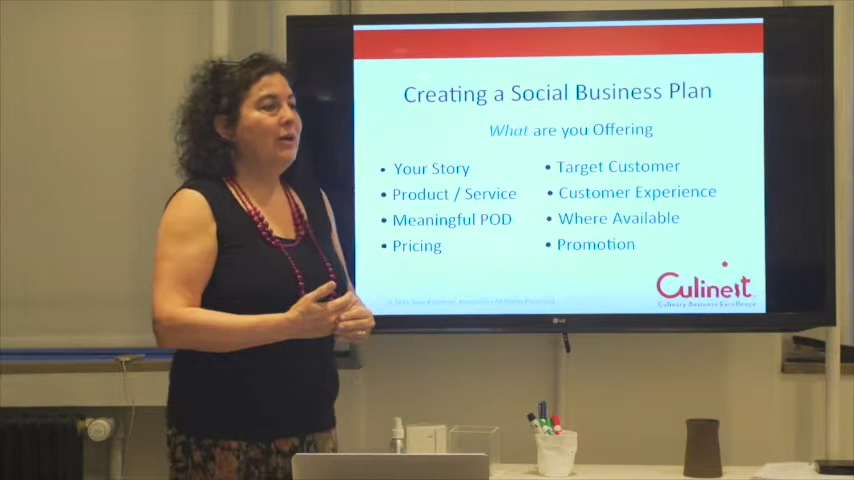 Creating a Social Business Plan
What are you Offering
• Your Story
• Product / Service
• Meaningful POD
• Pricing
• Target Customer
• Customer Experience
• Where Available
• Promotion
Culinest
Culinary Business Excellence
LG